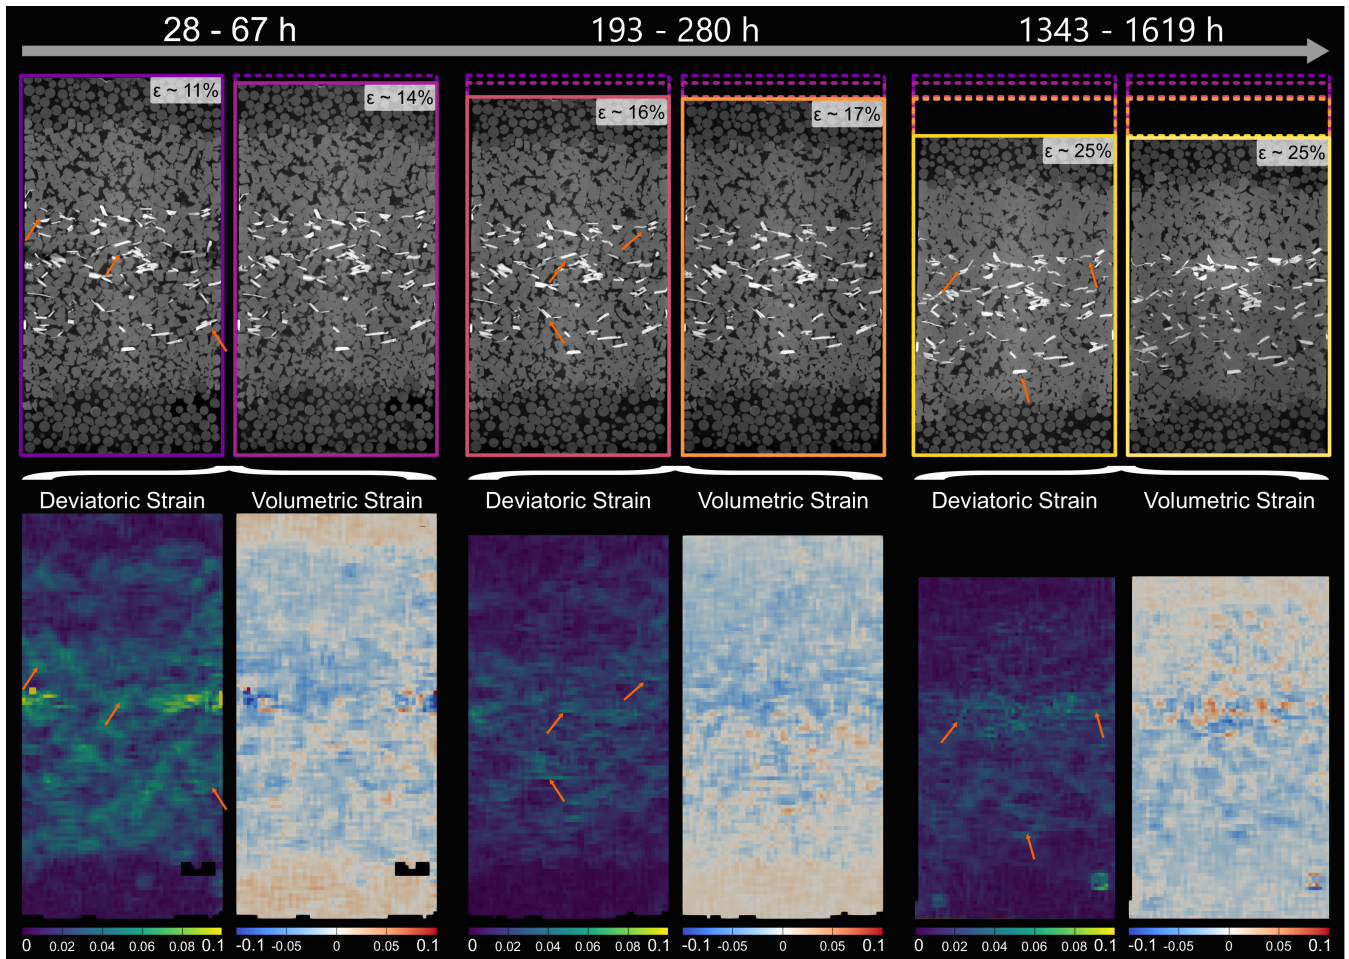 28 - 67 h 193 - 280 h 1343 - 1619 h
ε ~ 11% ε ~ 14% ε ~ 16% ε ~ 17% ε ~ 25% ε ~ 25%
Deviatoric Strain Volumetric Strain Deviatoric Strain Volumetric Strain Deviatoric Strain Volumetric Strain
0 0.02 0.04 0.06 0.08 0.1 -0.1 -0.05 0 0.05 0.1 0 0.02 0.04 0.06 0.08 0.1 -0.1 -0.05 0 0.05 0.1 0 0.02 0.04 0.06 0.08 0.1 -0.1 -0.05 0 0.05 0.1